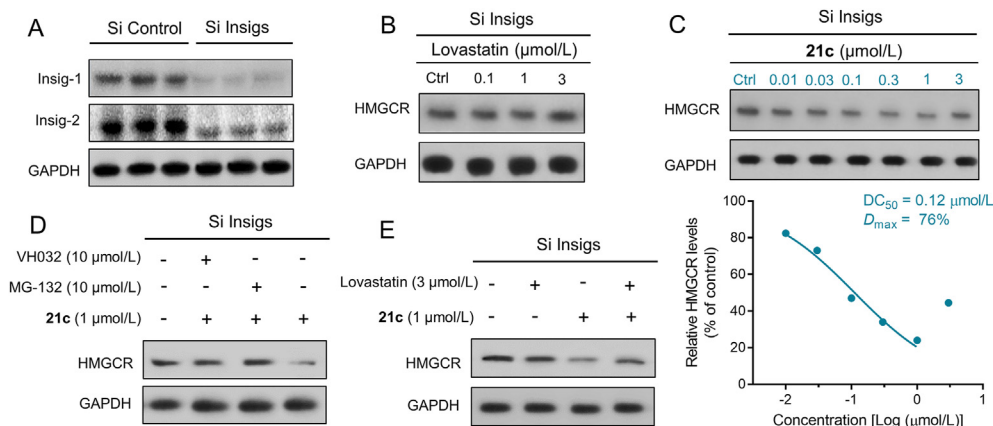 A
Si Control Si Insigs
Insig-1
Insig-2
GAPDH
B
Si Insigs
Lovastatin (μmol/L)
Ctrl 0.1 1 3
HMGCR
GAPDH
C
Si Insigs
21c (μmol/L)
Ctrl 0.01 0.03 0.1 0.3 1 3
HMGCR
GAPDH
DC50 = 0.12 μmol/L
Dmax = 76%
Relative HMGCR levels
(% of control)
100
80
60
40
20
0
-2 -1 0 1
Concentration [Log (μmol/L)]
D
Si Insigs
VH032 (10 μmol/L) - + - -
MG-132 (10 μmol/L) - - + -
21c (1 μmol/L) - + + +
HMGCR
GAPDH
E
Si Insigs
Lovastatin (3 μmol/L) - + - +
21c (1 μmol/L) - - + +
HMGCR
GAPDH